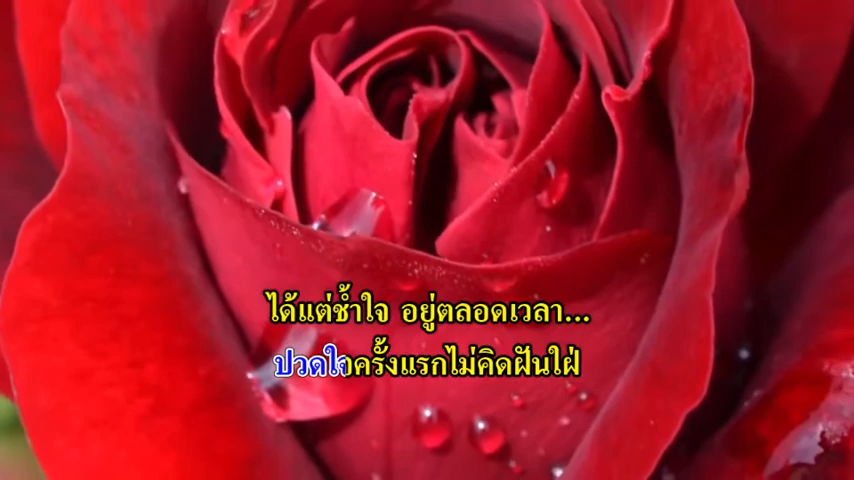 ได้แต่ช้ำใจ อยู่ตลอดเวลา...
ปวดใจครั้งแรกไม่คิดฝันใฝ่